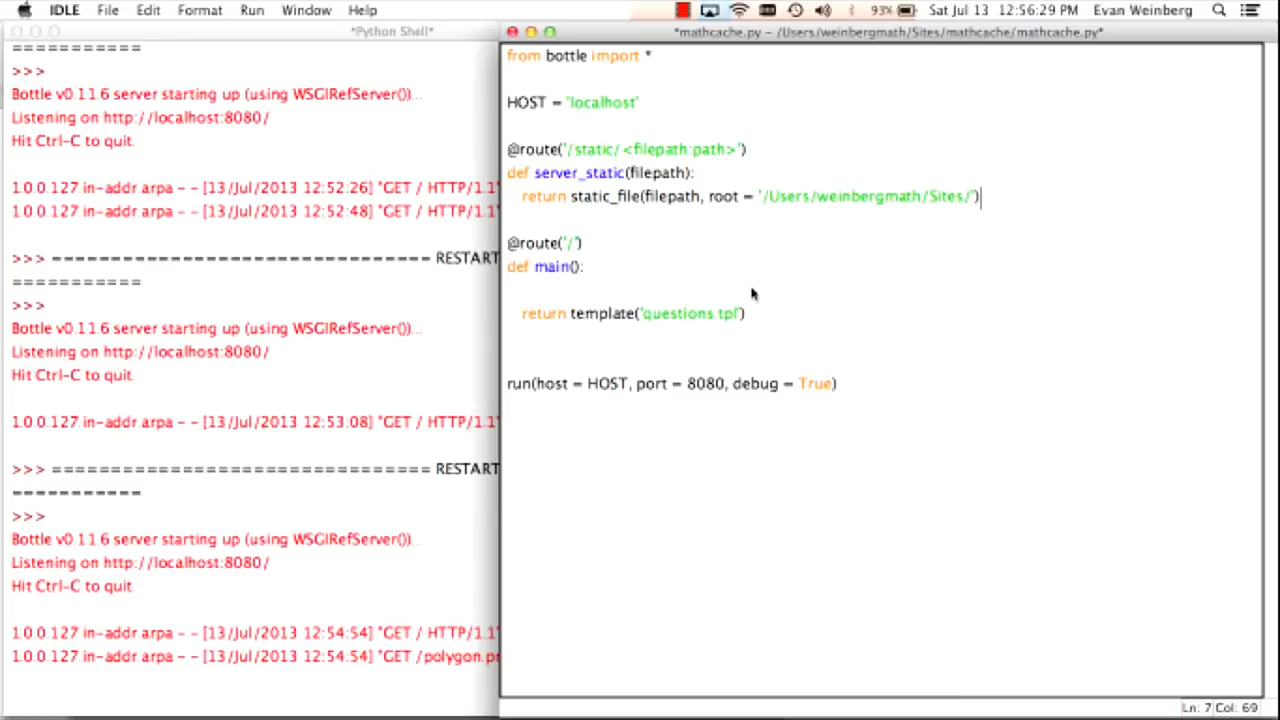 IDLE File Edit Format Run Window Help 93% Sat Jul 13 12:56:29 PM Evan Weinberg
*Python Shell*
===========
>>>
Bottle v0.11.6 server starting up (using WSGIRefServer())...
Listening on http://localhost:8080/
Hit Ctrl-C to quit.
1.0.0.127.in-addr.arpa - - [13/Jul/2013 12:52:26] "GET / HTTP/1.1"
1.0.0.127.in-addr.arpa - - [13/Jul/2013 12:52:48] "GET / HTTP/1.1"
>>> ================================ RESTART
===========
>>>
Bottle v0.11.6 server starting up (using WSGIRefServer())...
Listening on http://localhost:8080/
Hit Ctrl-C to quit.
1.0.0.127.in-addr.arpa - - [13/Jul/2013 12:53:08] "GET / HTTP/1.1"
>>> ================================ RESTART
===========
>>>
Bottle v0.11.6 server starting up (using WSGIRefServer())...
Listening on http://localhost:8080/
Hit Ctrl-C to quit.
1.0.0.127.in-addr.arpa - - [13/Jul/2013 12:54:54] "GET / HTTP/1.1"
1.0.0.127.in-addr.arpa - - [13/Jul/2013 12:54:54] "GET /polygon.pn
*mathcache.py - /Users/weinbergmath/Sites/mathcache/mathcache.py*
from bottle import *
HOST = 'localhost'
@route('/static/<filepath:path>')
def server_static(filepath):
return static_file(filepath, root = '/Users/weinbergmath/Sites/')
@route('/')
def main():
return template('questions.tpl')
run(host = HOST, port = 8080, debug = True)
Ln: 7 Col: 69